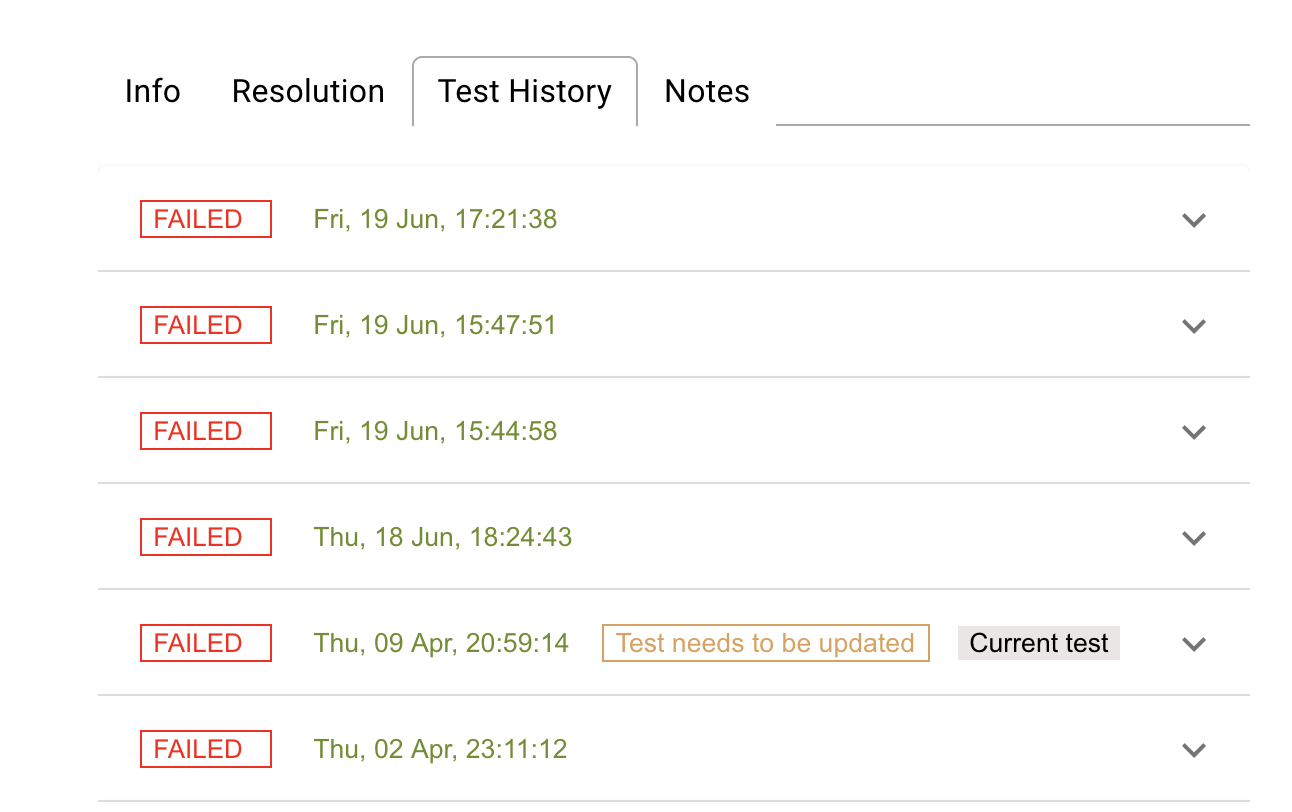 Info Resolution Test History Notes
FAILED Fri, 19 Jun, 17:21:38
FAILED Fri, 19 Jun, 15:47:51
FAILED Fri, 19 Jun, 15:44:58
FAILED Thu, 18 Jun, 18:24:43
FAILED Thu, 09 Apr, 20:59:14 Test needs to be updated Current test
FAILED Thu, 02 Apr, 23:11:12